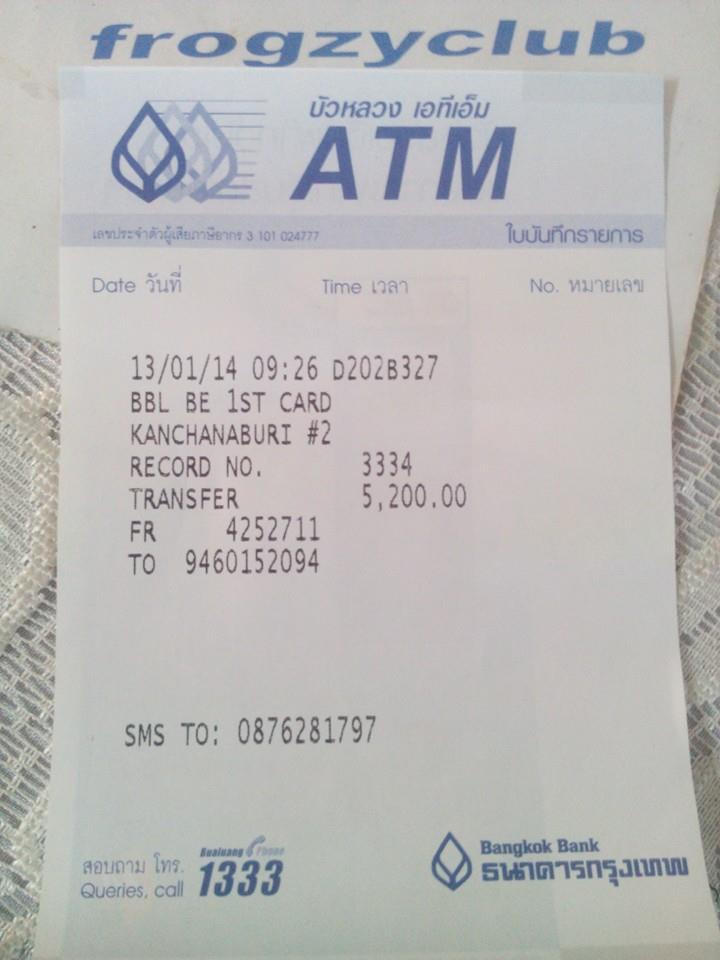 frogzyclub
บัวหลวง เอทีเอ็ม
ATM
เลขประจำตัวผู้เสียภาษีอากร 3 101 024777 ใบบันทึกรายการ
Date วันที่ Time เวลา No. หมายเลข
13/01/14 09:26 D202B327
BBL BE 1ST CARD
KANCHANABURI #2
RECORD NO. 3334
TRANSFER 5,200.00
FR 4252711
TO 9460152094
SMS TO: 0876281797
Bualuang Phone
สอบถาม โทร. 1333
Queries, call
Bangkok Bank
ธนาคารกรุงเทพ